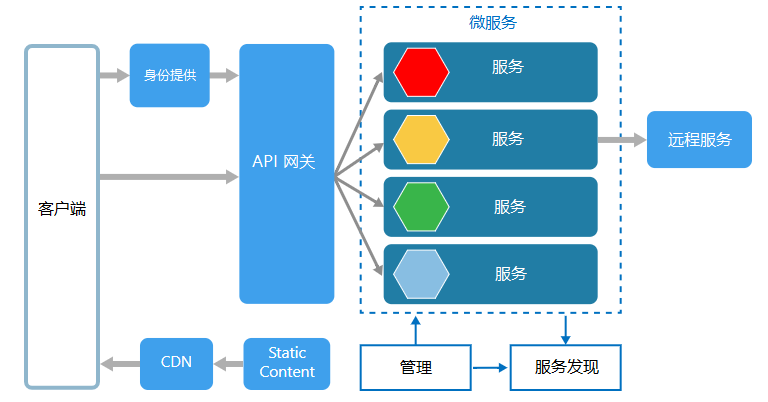 微服务
身份提供
服务
API 网关
服务
远程服务
客户端
服务
服务
CDN
Static
Content
管理
服务发现